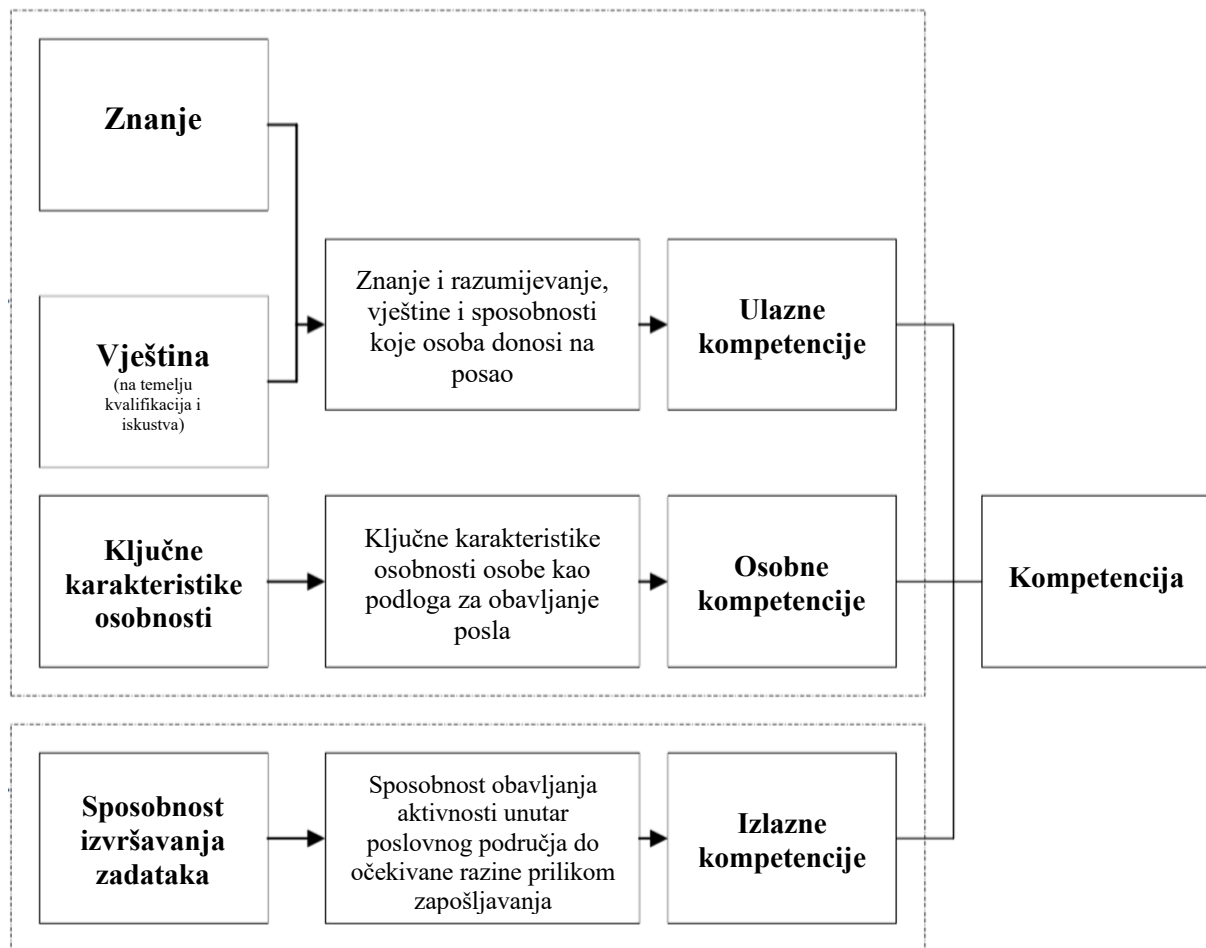 Znanje
Vještina
(na temelju
kvalifikacija i
iskustva)
Znanje i razumijevanje,
vještine i sposobnosti
koje osoba donosi na
posao
Ulazne
kompetencije
Ključne
karakteristike
osobnosti
Ključne karakteristike
osobnosti osobe kao
podloga za obavljanje
posla
Osobne
kompetencije
Kompetencija
Sposobnost
izvršavanja
zadataka
Sposobnost obavljanja
aktivnosti unutar
poslovnog područja do
očekivane razine prilikom
zapošljavanja
Izlazne
kompetencije